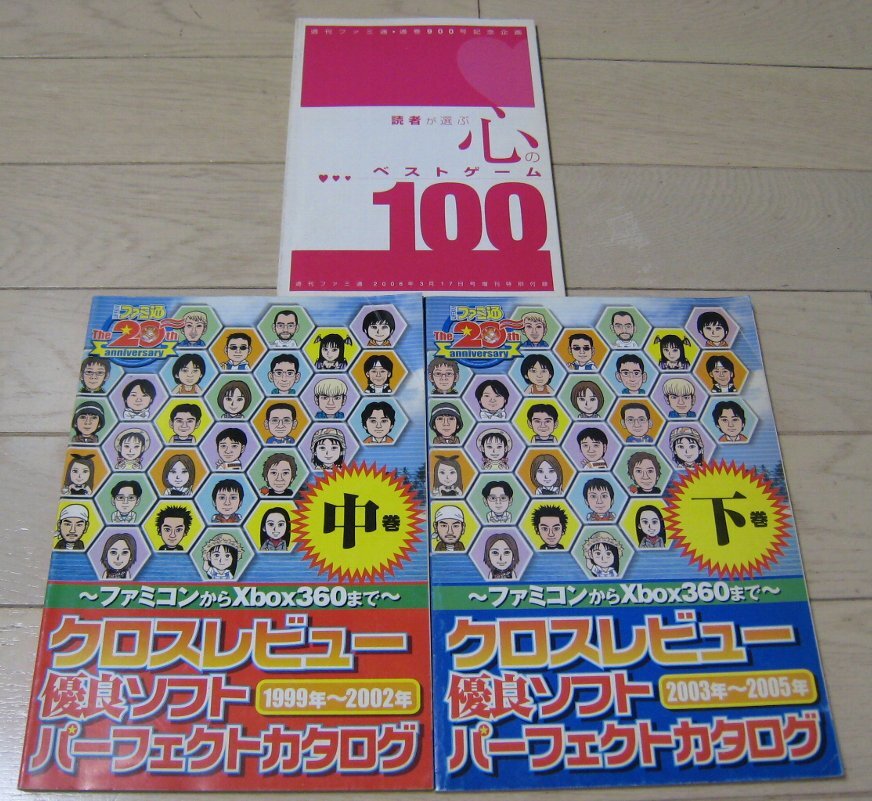 週刊ファミ通・通巻900号記念企画
読者が選ぶ
心の
ベストゲーム
100
週刊ファミ通 2006年3月17日号増刊特別付録
ファミ通
The 20th
anniversary
中巻
〜ファミコンからXbox360まで〜
クロスレビュー
優良ソフト
1999年〜2002年
パーフェクトカタログ
ファミ通
The 20th
anniversary
下巻
〜ファミコンからXbox360まで〜
クロスレビュー
優良ソフト
2003年〜2005年
パーフェクトカタログ